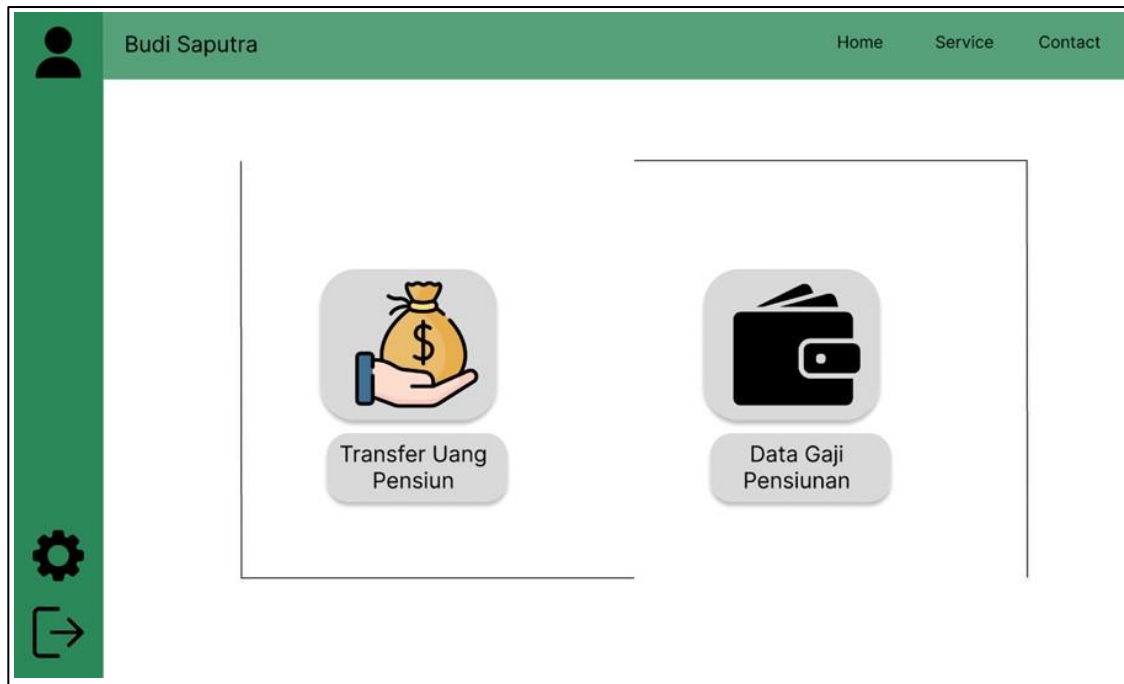 Budi Saputra
Home
Service
Contact
$
Transfer Uang
Pensiun
Data Gaji
Pensiunan